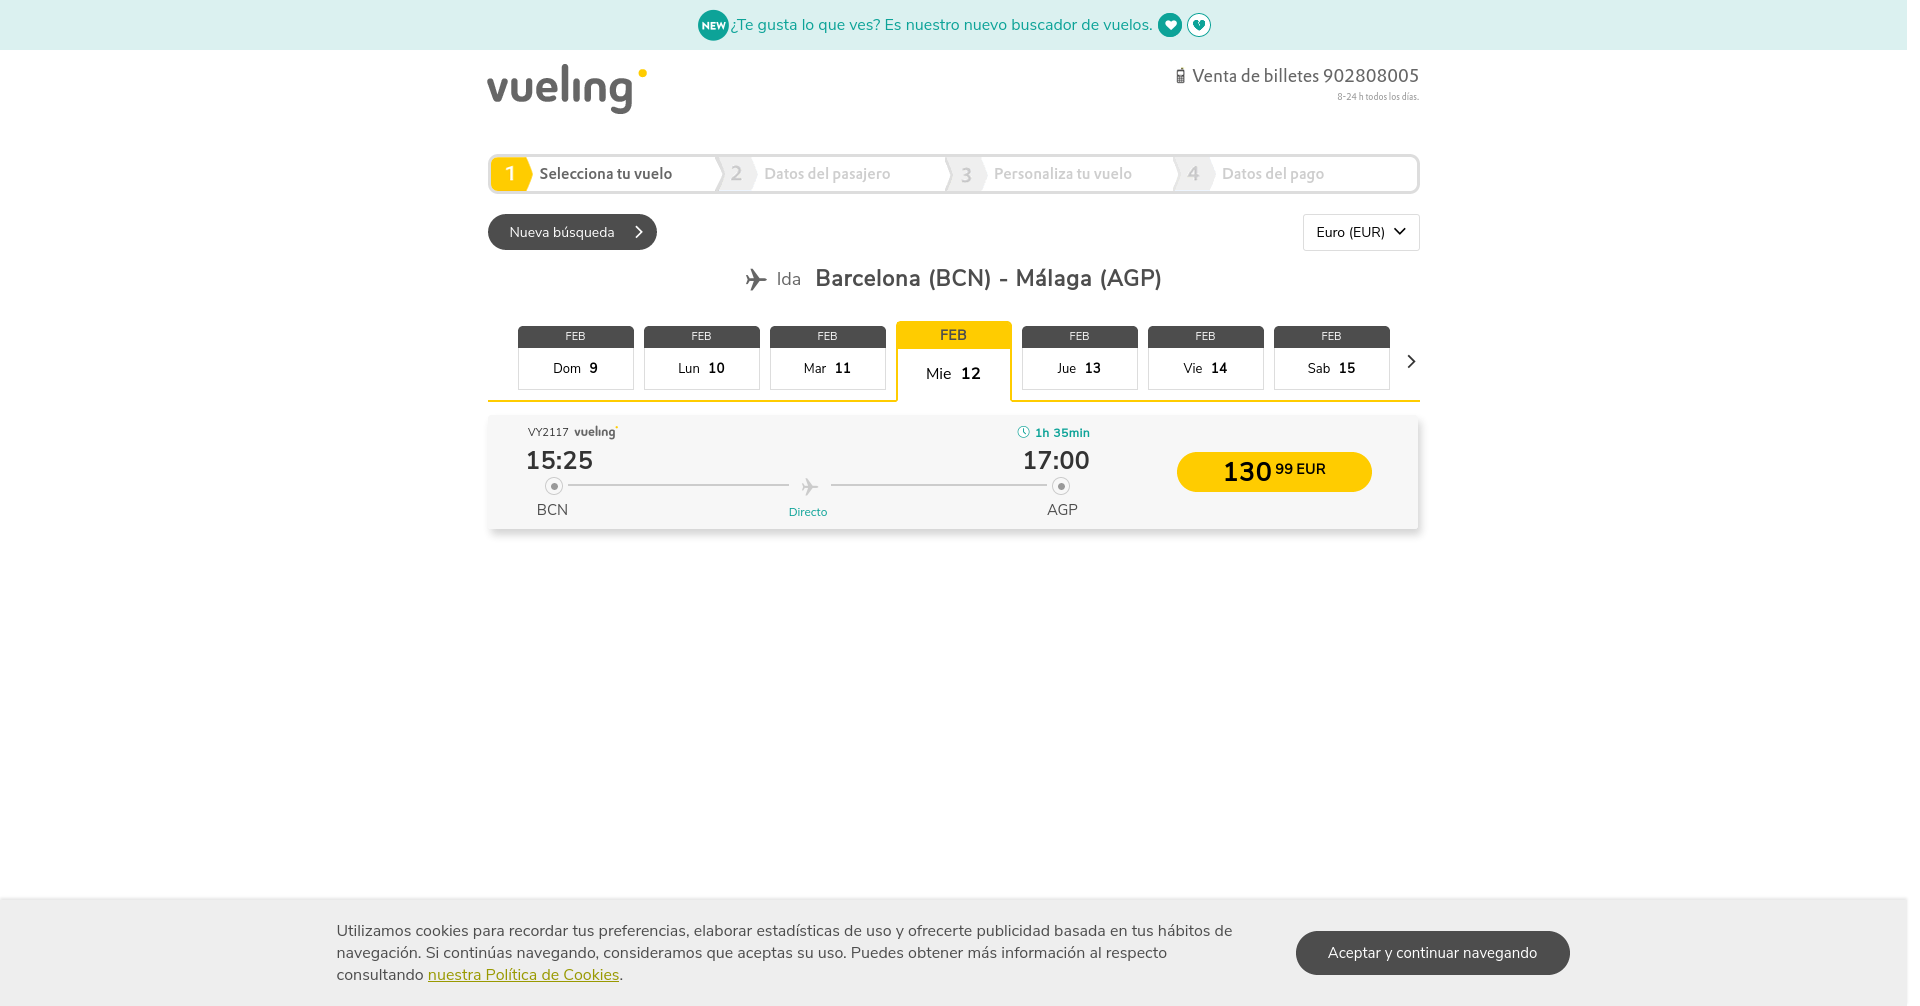 NEW ¿Te gusta lo que ves? Es nuestro nuevo buscador de vuelos.
vueling
Venta de billetes 902808005
8-24 h todos los días.
1 Selecciona tu vuelo 2 Datos del pasajero 3 Personaliza tu vuelo 4 Datos del pago
Nueva búsqueda
Euro (EUR)
Ida Barcelona (BCN) - Málaga (AGP)
FEB FEB FEB FEB FEB FEB FEB
Dom 9 Lun 10 Mar 11 Mie 12 Jue 13 Vie 14 Sab 15
VY2117 vueling 1h 35min
15:25 17:00
130 99 EUR
BCN Directo AGP
Utilizamos cookies para recordar tus preferencias, elaborar estadísticas de uso y ofrecerte publicidad basada en tus hábitos de
navegación. Si continúas navegando, consideramos que aceptas su uso. Puedes obtener más información al respecto
consultando nuestra Política de Cookies.
Aceptar y continuar navegando